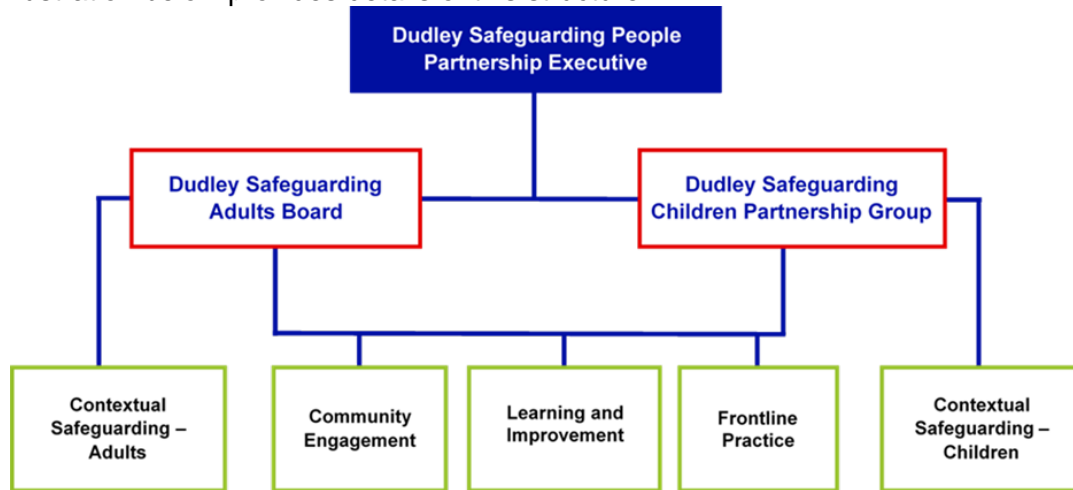 Dudley Safeguarding People
Partnership Executive
Dudley Safeguarding
Adults Board
Dudley Safeguarding
Children Partnership Group
Contextual
Safeguarding –
Adults
Community
Engagement
Learning and
Improvement
Frontline
Practice
Contextual
Safeguarding –
Children